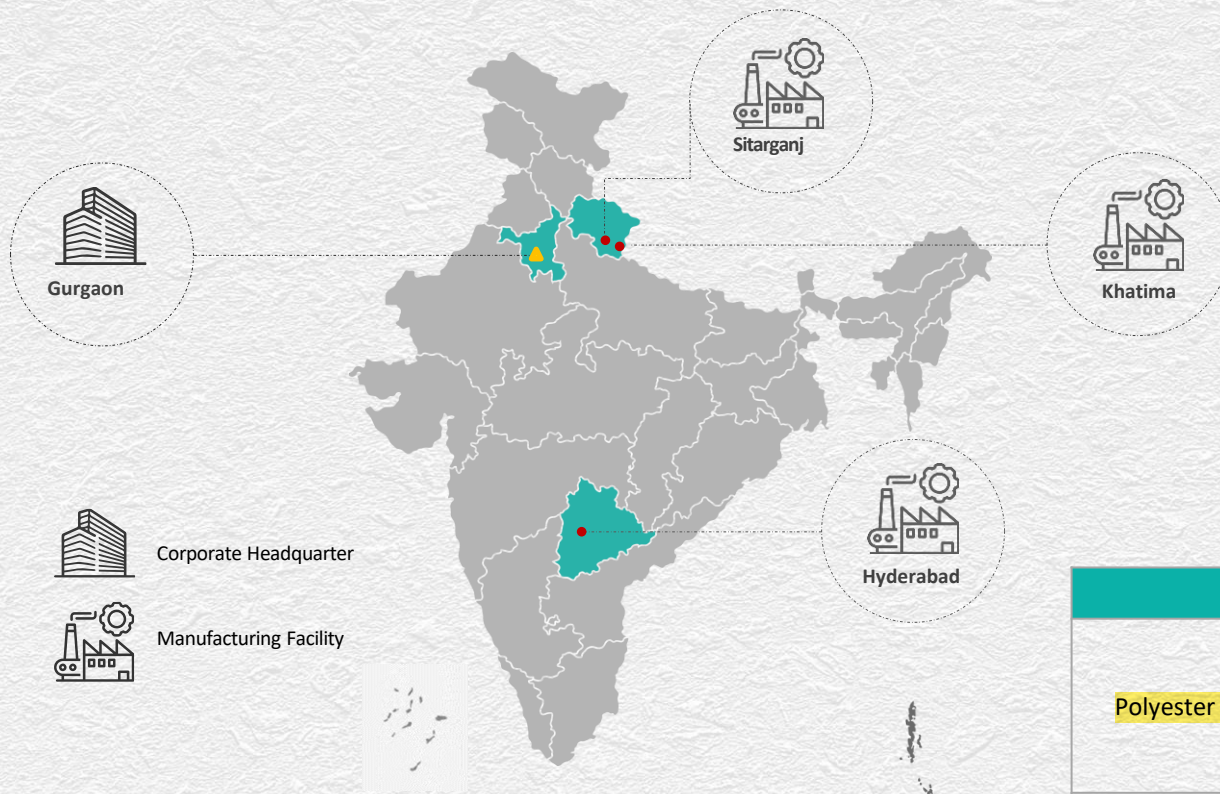 Sitarganj
Gurgaon
Khatima
Corporate Headquarter
Hyderabad
Manufacturing Facility
Polyester